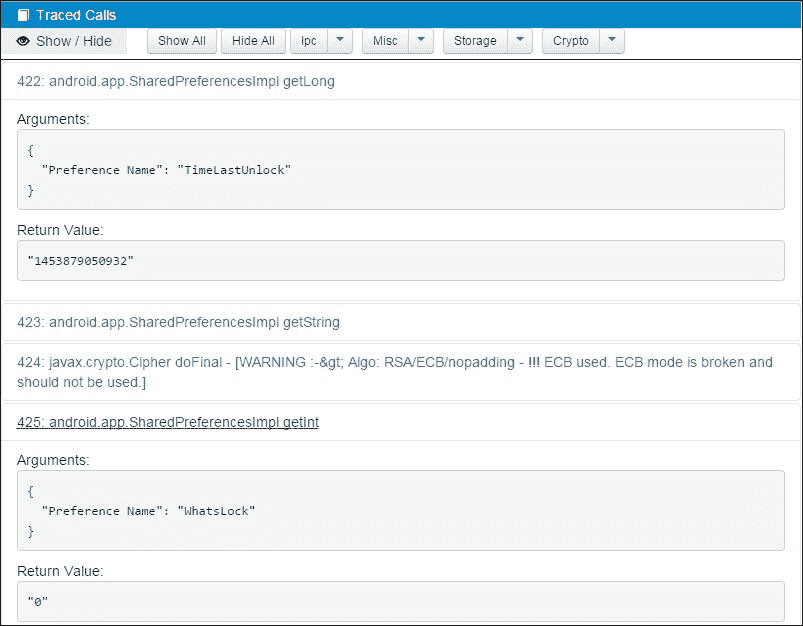 Traced Calls
Show / Hide Show All Hide All Ipc Misc Storage Crypto
422: android.app.SharedPreferencesImpl getLong
Arguments:
{
"Preference Name": "TimeLastUnlock"
}
Return Value:
"1453879050932"
423: android.app.SharedPreferencesImpl getString
424: javax.crypto.Cipher doFinal - [WARNING :-&gt; Algo: RSA/ECB/nopadding - !!! ECB used. ECB mode is broken and
should not be used.]
425: android.app.SharedPreferencesImpl getInt
Arguments:
{
"Preference Name": "WhatsLock"
}
Return Value:
"0"